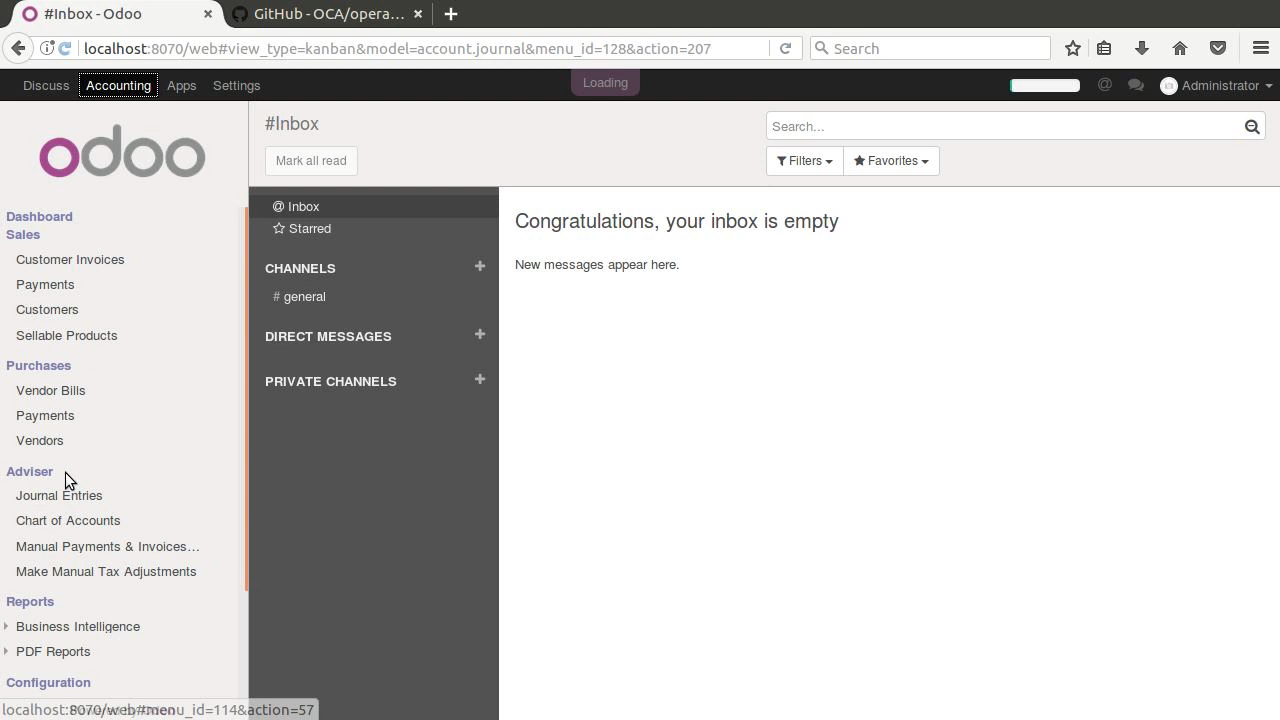 #Inbox - Odoo
GitHub - OCA/opera...
localhost:8070/web#view_type=kanban&model=account.journal&menu_id=128&action=207
Search
Discuss
Accounting
Apps
Settings
Loading
@
Administrator
odoo
#Inbox
Search...
Mark all read
Filters
Favorites
Dashboard
Sales
Customer Invoices
Payments
Customers
Sellable Products
Purchases
Vendor Bills
Payments
Vendors
Adviser
Journal Entries
Chart of Accounts
Manual Payments & Invoices...
Make Manual Tax Adjustments
Reports
Business Intelligence
PDF Reports
Configuration
@ Inbox
Starred
CHANNELS
# general
DIRECT MESSAGES
PRIVATE CHANNELS
Congratulations, your inbox is empty
New messages appear here.
localhost:8070/web#menu_id=114&action=57